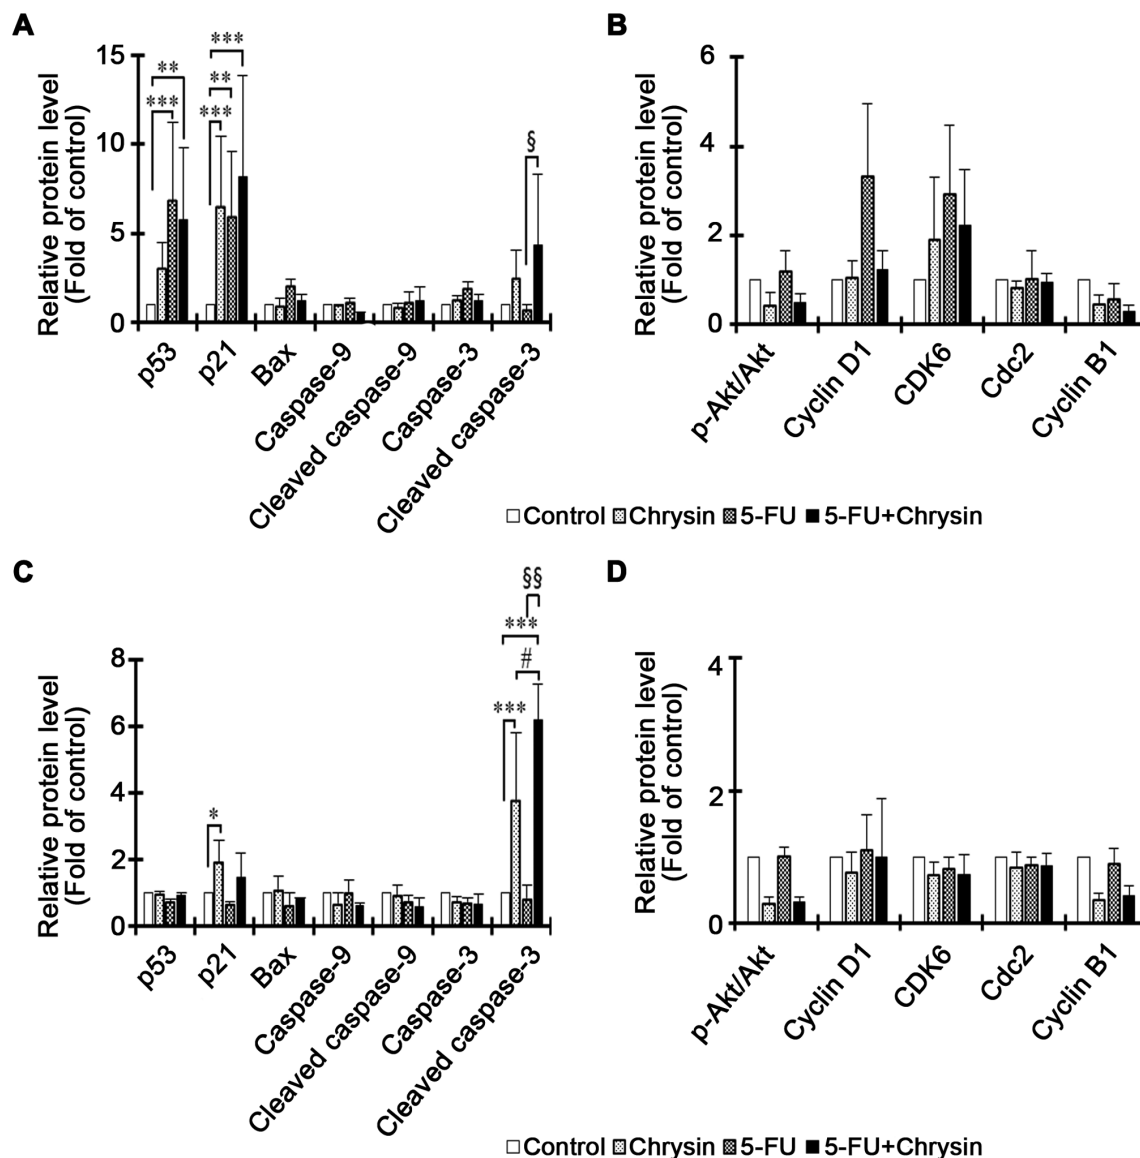 A
Relative protein level
(Fold of control)
15
10
5
0
**
***
***
**
***
§
p53
p21
Bax
Caspase-9
Cleaved caspase-9
Caspase-3
Cleaved caspase-3
B
Relative protein level
(Fold of control)
6
4
2
0
p-Akt/Akt
Cyclin D1
CDK6
Cdc2
Cyclin B1
Control Chrysin 5-FU 5-FU+Chrysin
C
Relative protein level
(Fold of control)
8
6
4
2
0
*
§§
***
#
***
p53
p21
Bax
Caspase-9
Cleaved caspase-9
Caspase-3
Cleaved caspase-3
D
Relative protein level
(Fold of control)
4
2
0
p-Akt/Akt
Cyclin D1
CDK6
Cdc2
Cyclin B1
Control Chrysin 5-FU 5-FU+Chrysin